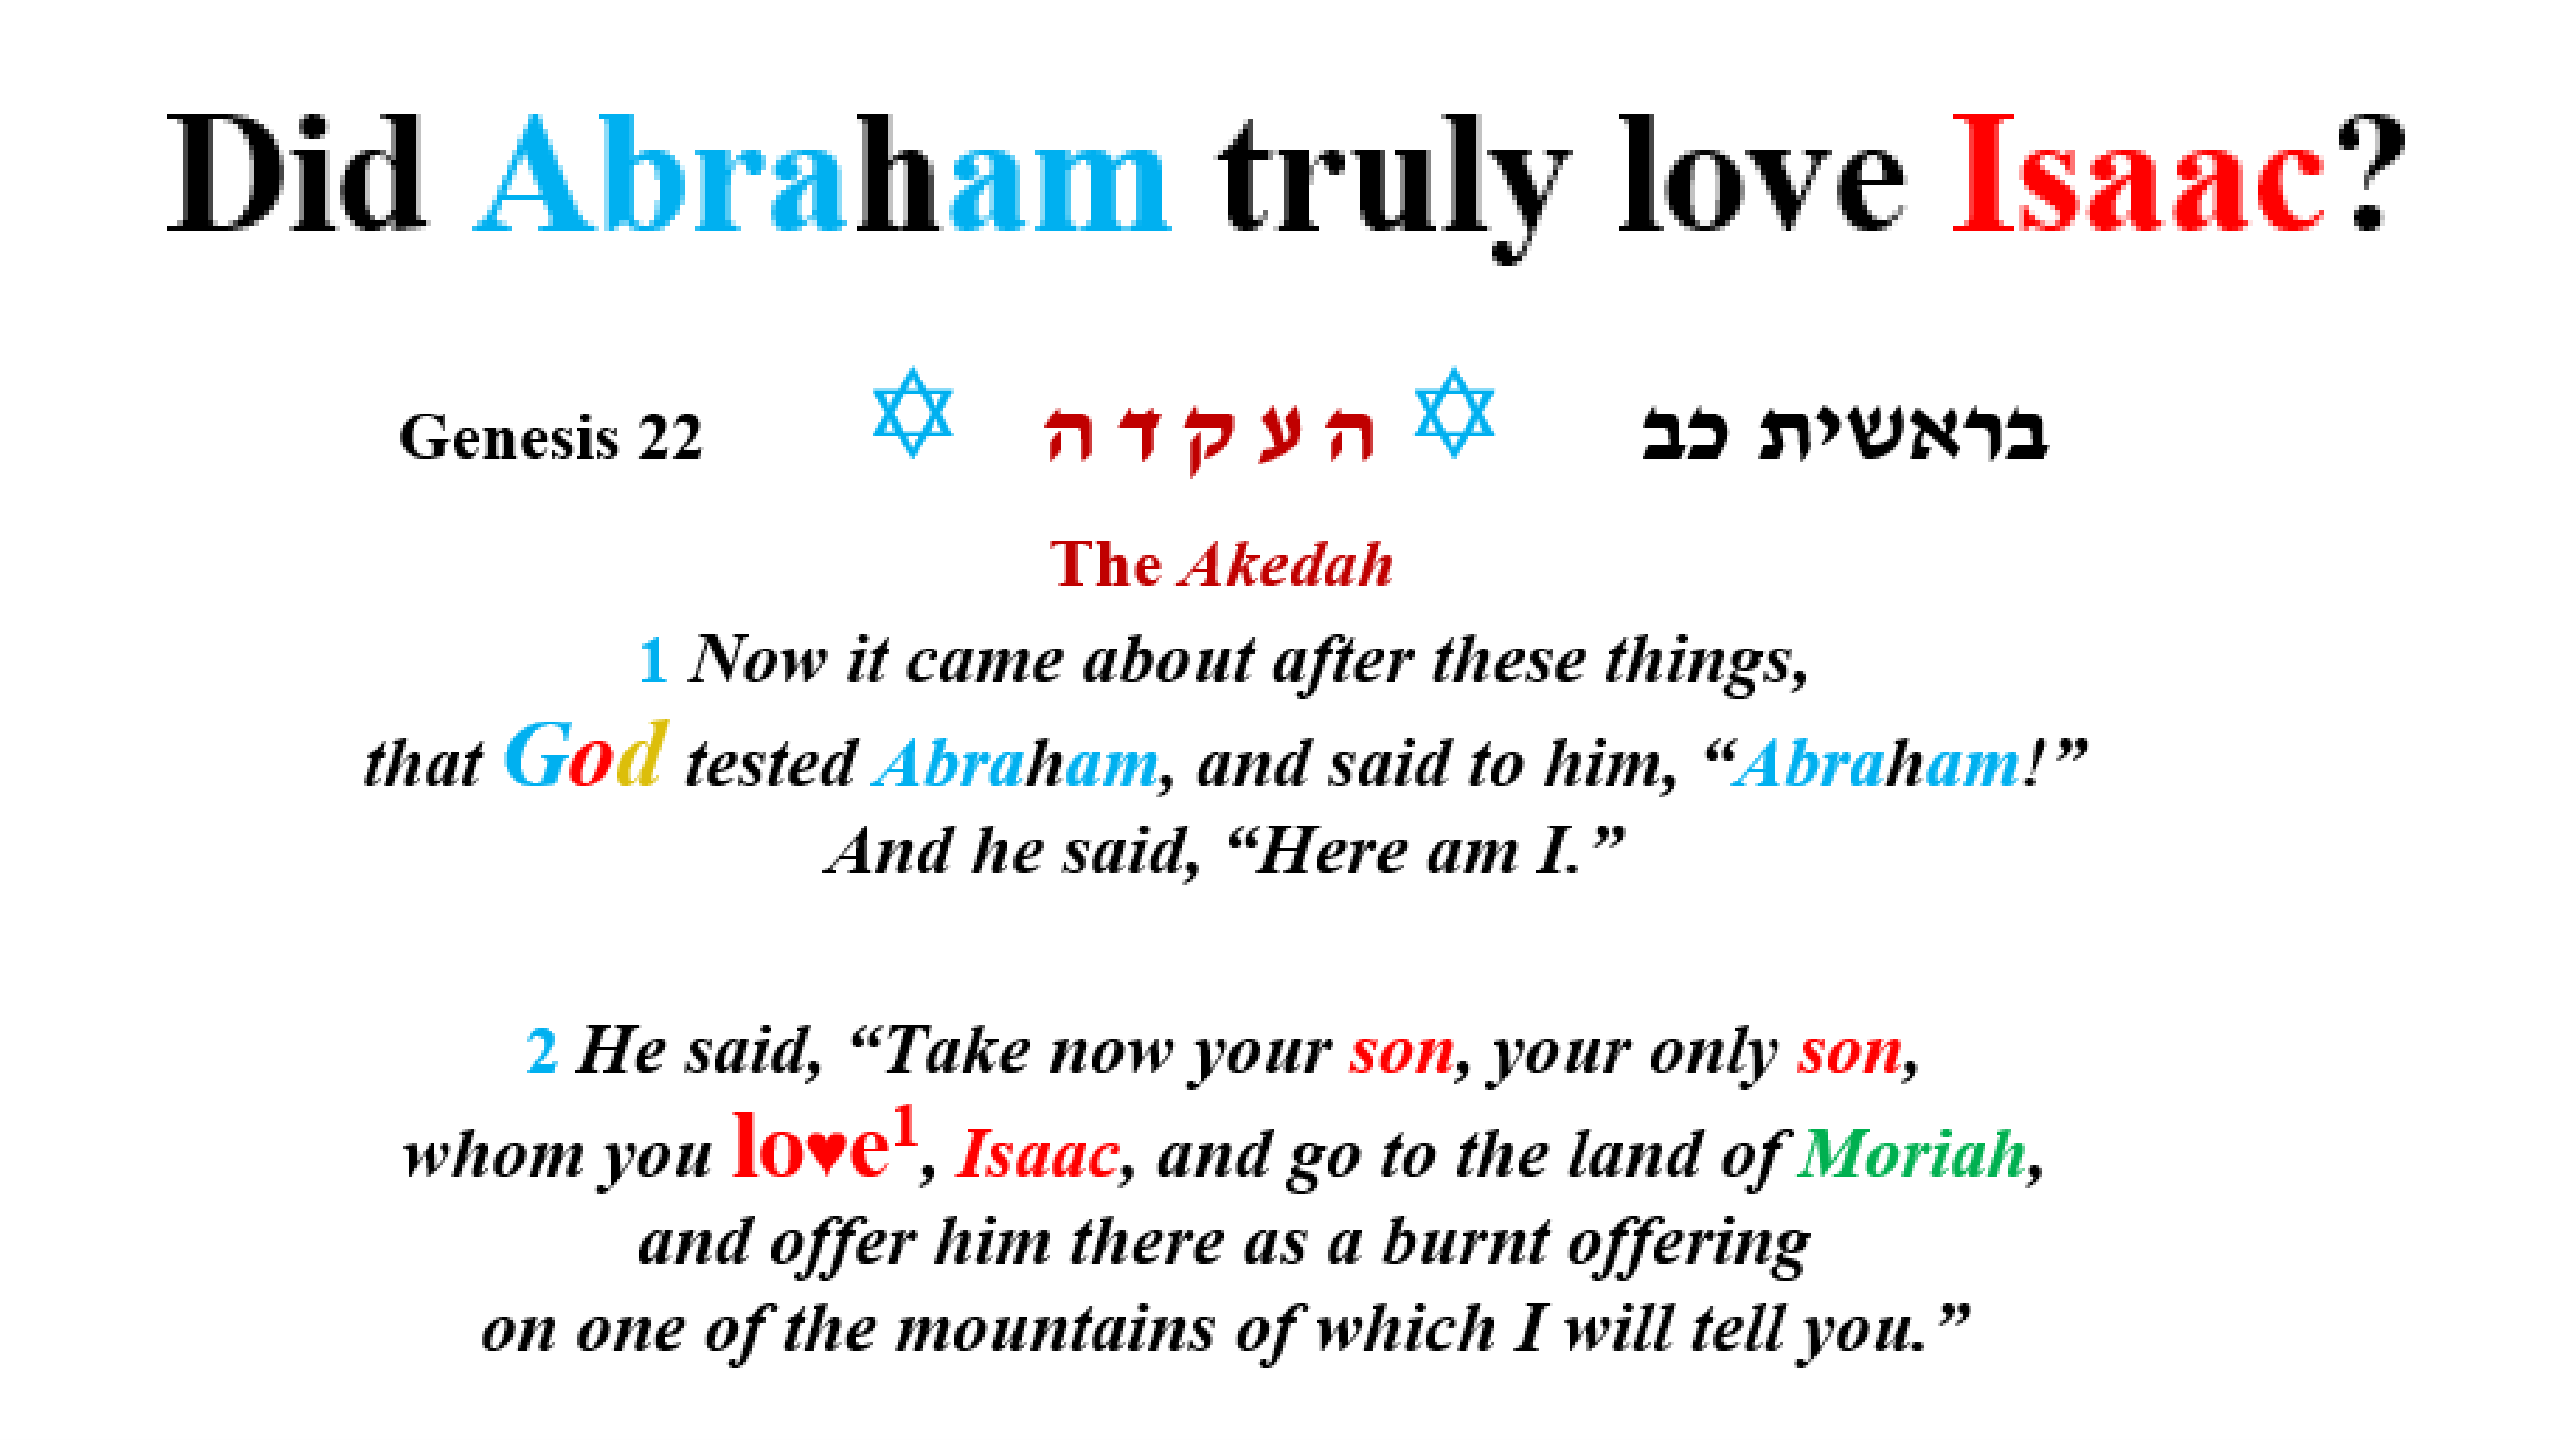 Did Abraham truly love Isaac?
Genesis 22 ✡ ה ע ק ד ה ✡ בראשית כב
The Akedah
1 Now it came about after these things,
that God tested Abraham, and said to him, “Abraham!”
And he said, “Here am I.”
2 He said, “Take now your son, your only son,
whom you lo♥e¹, Isaac, and go to the land of Moriah,
and offer him there as a burnt offering
on one of the mountains of which I will tell you.”